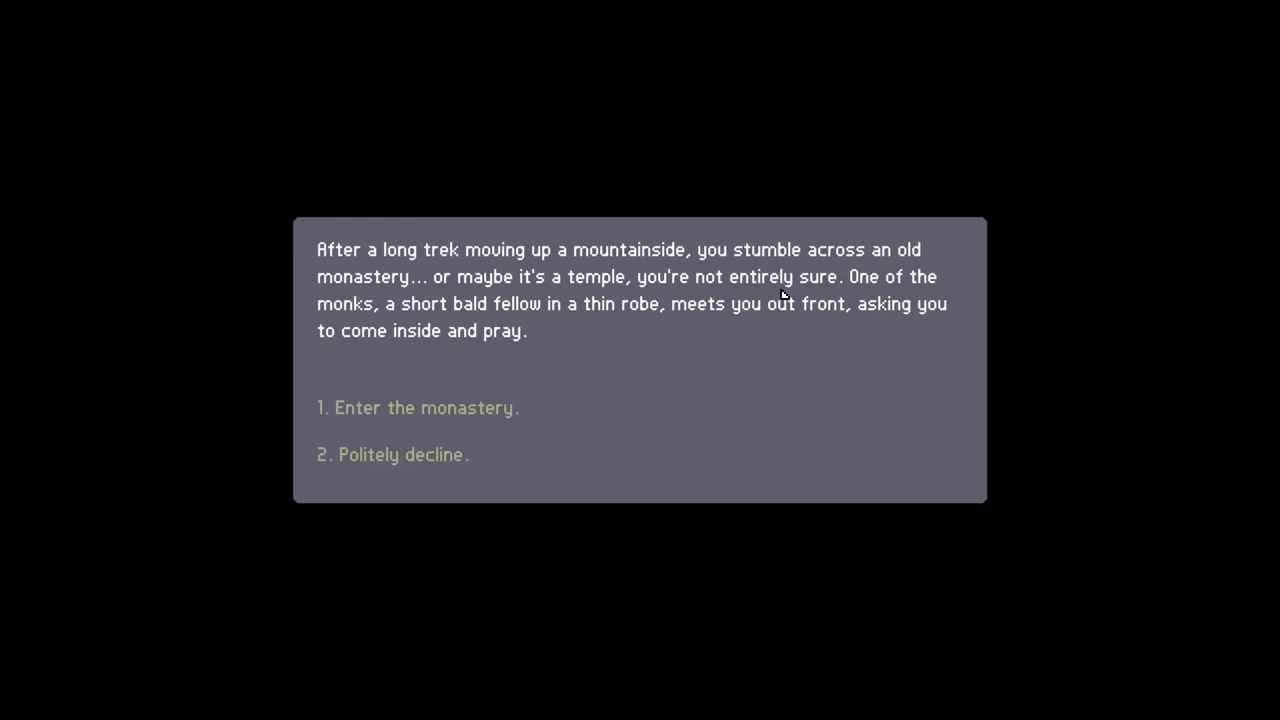 After a long trek moving up a mountainside, you stumble across an old
monastery... or maybe it's a temple, you're not entirely sure. One of the
monks, a short bald fellow in a thin robe, meets you out front, asking you
to come inside and pray.
1. Enter the monastery.
2. Politely decline.